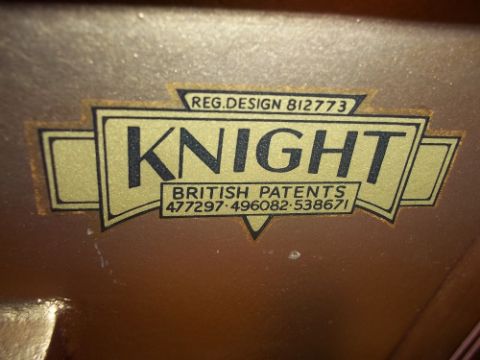 REG.DESIGN 812773
KNIGHT
BRITISH PATENTS
477297·496082·538671